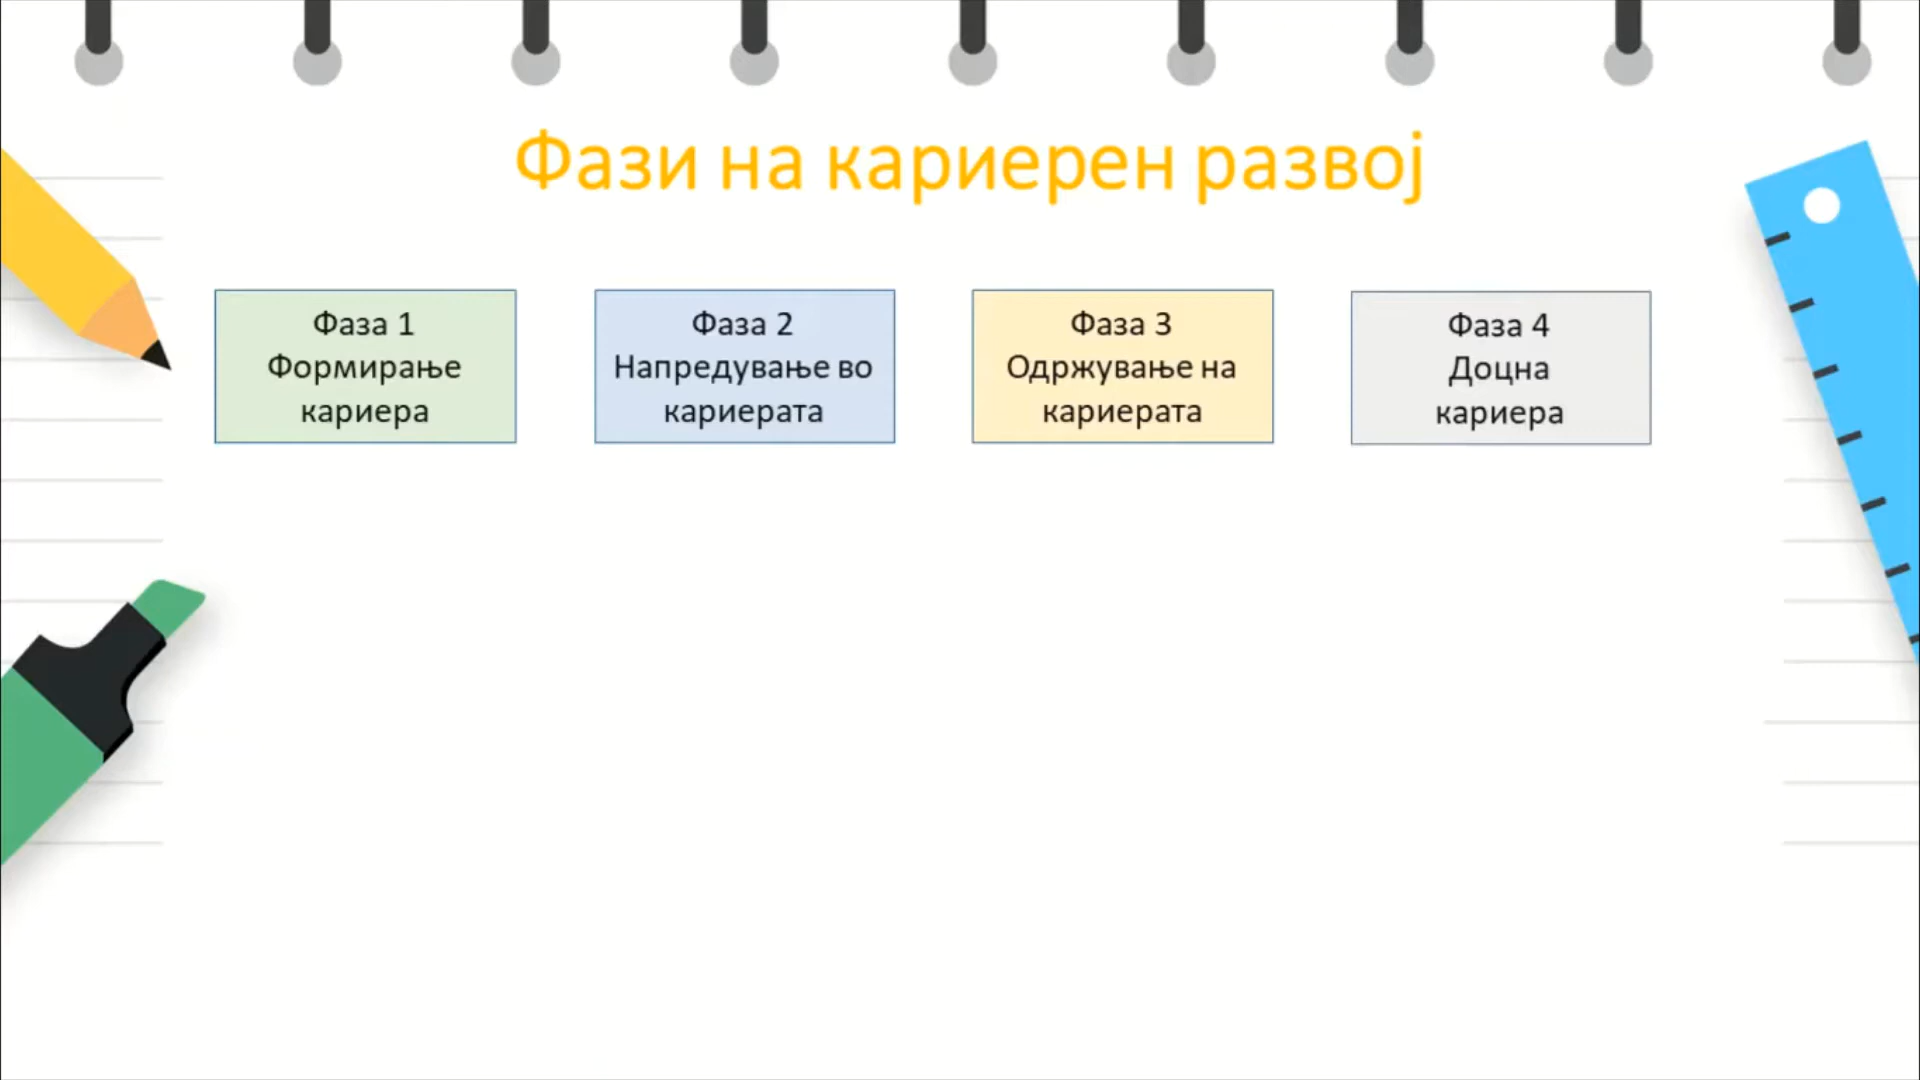 Фази на кариерен развој
Фаза 1
Формирање
кариера
Фаза 2
Напредување во
кариерата
Фаза 3
Одржување на
кариерата
Фаза 4
Доцна
кариера